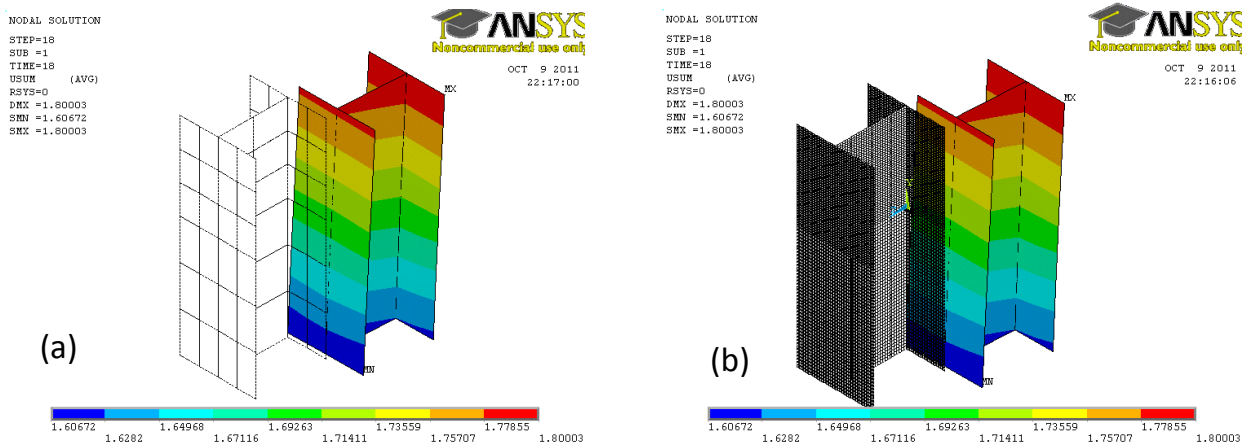 NODAL SOLUTION
STEP=18
SUB =1
TIME=18
USUM (AVG)
RSYS=0
DMX =1.80003
SMN =1.60672
SMX =1.80003
ANSYS
Noncommercial use only
OCT 9 2011
22:17:00
MX
MN
(a)
1.60672 1.64968 1.69263 1.73559 1.77855
1.6282 1.67116 1.71411 1.75707 1.80003
NODAL SOLUTION
STEP=18
SUB =1
TIME=18
USUM (AVG)
RSYS=0
DMX =1.80003
SMN =1.60672
SMX =1.80003
ANSYS
Noncommercial use only
OCT 9 2011
22:16:06
MX
MN
(b)
1.60672 1.64968 1.69263 1.73559 1.77855
1.6282 1.67116 1.71411 1.75707 1.80003